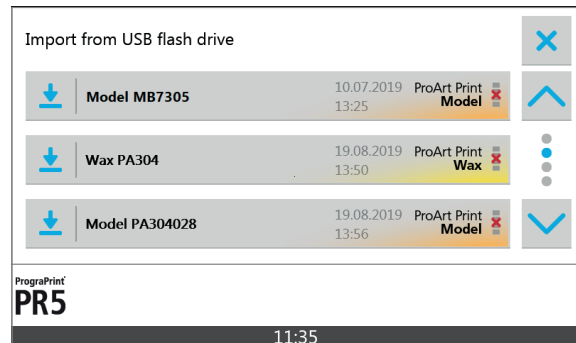 Import from USB flash drive
Model MB7305
10.07.2019
13:25
ProArt Print
Model
Wax PA304
19.08.2019
13:50
ProArt Print
Wax
Model PA304028
19.08.2019
13:56
ProArt Print
Model
PrograPrint
PR5
11:35